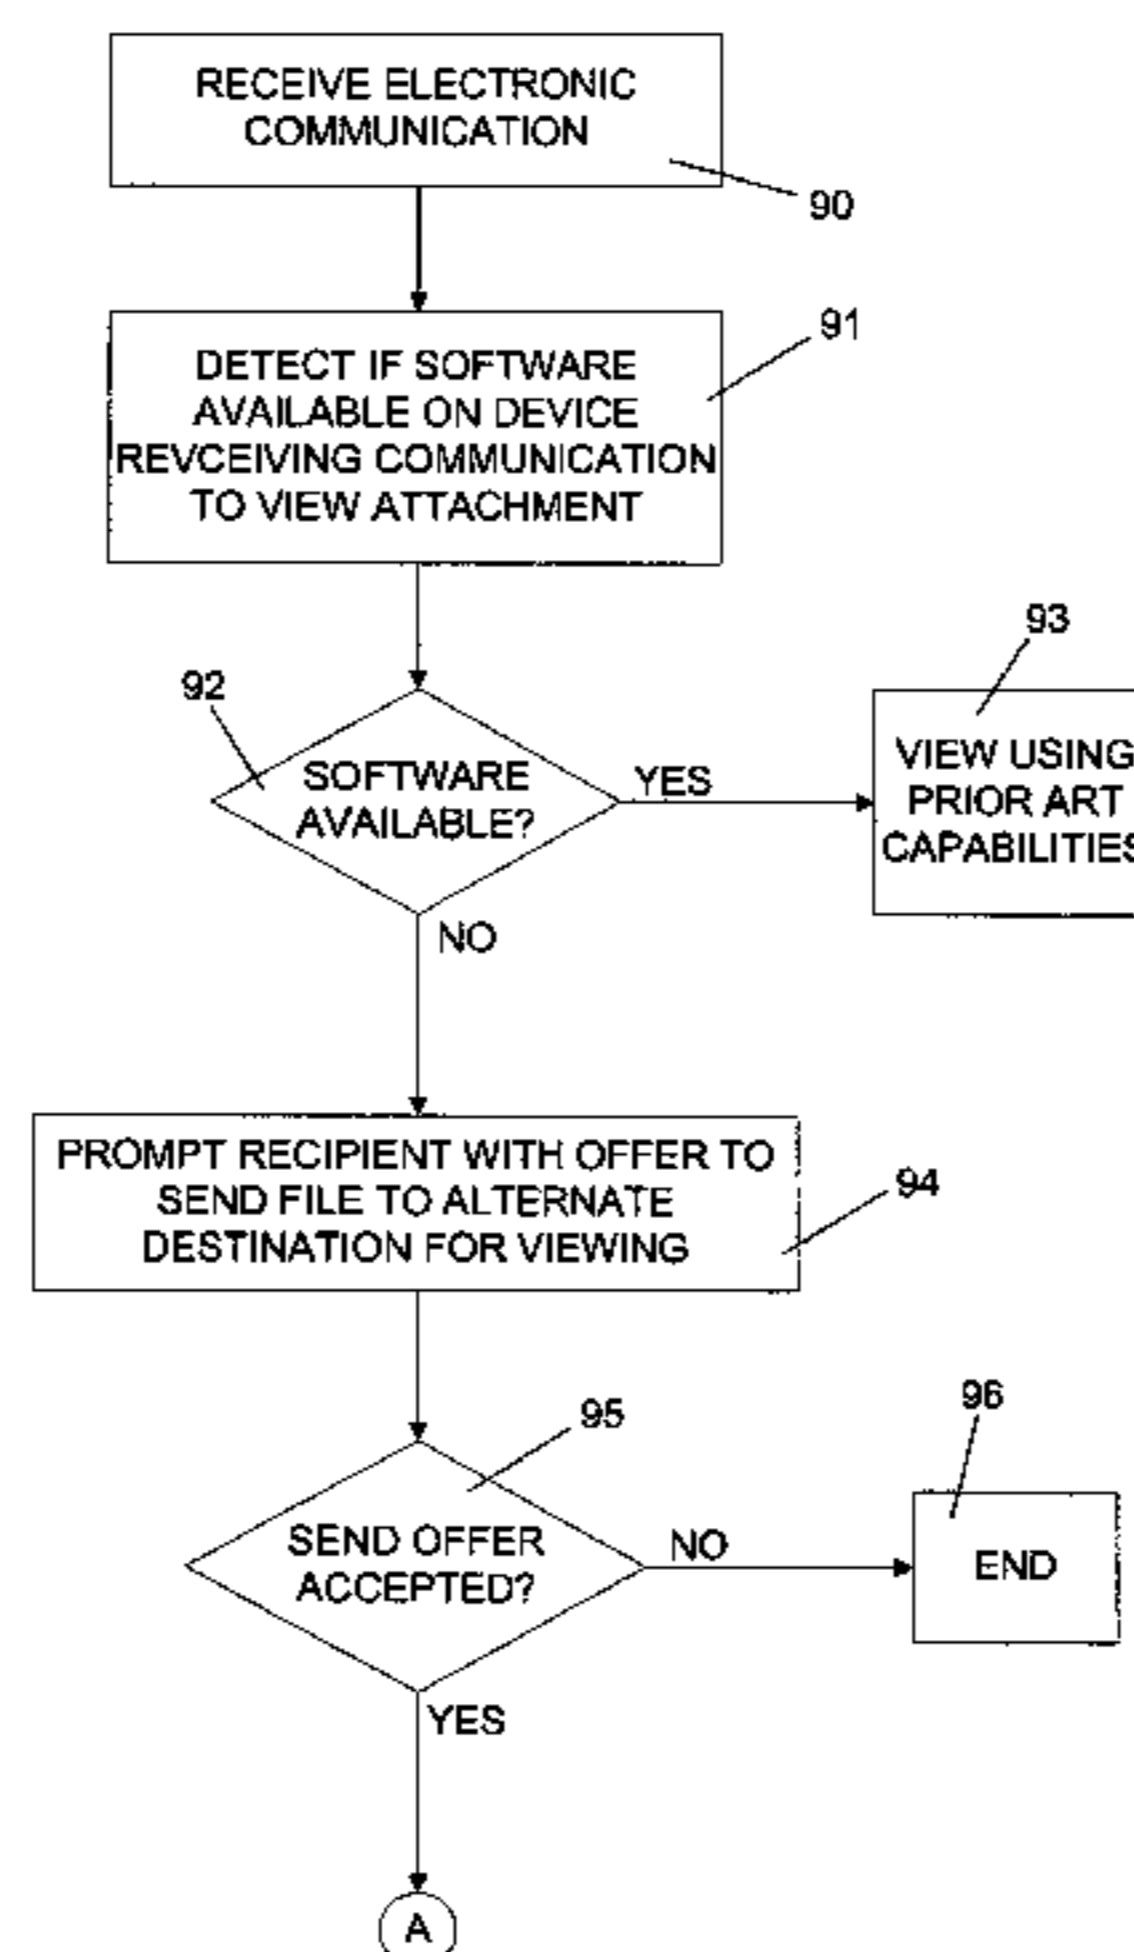 RECEIVE ELECTRONIC
COMMUNICATION
90
91
DETECT IF SOFTWARE
AVAILABLE ON DEVICE
REVCEIVING COMMUNICATION
TO VIEW ATTACHMENT
93
92
SOFTWARE
AVAILABLE?
YES
VIEW USING
PRIOR ART
CAPABILITIES
NO
PROMPT RECIPIENT WITH OFFER TO
SEND FILE TO ALTERNATE
DESTINATION FOR VIEWING
94
95
96
SEND OFFER
ACCEPTED?
NO
END
YES
A